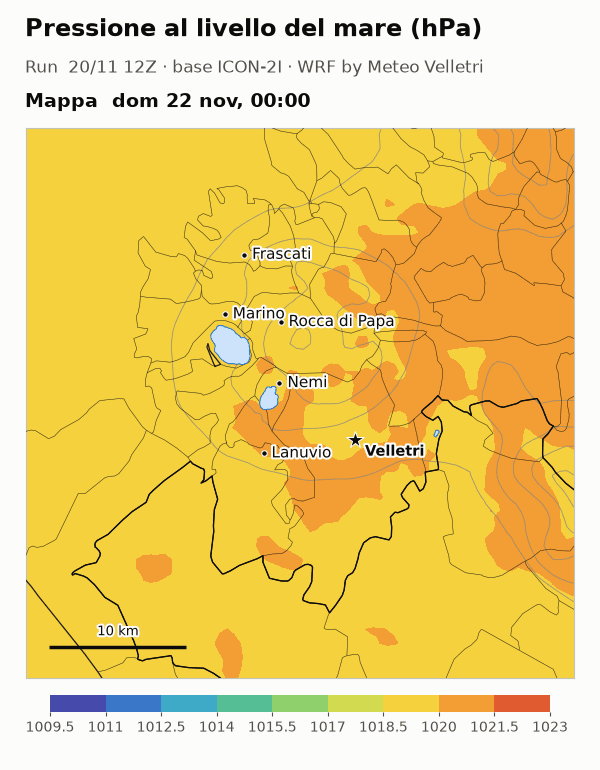 Pressione al livello del mare (hPa)
Run  20/11 12Z · base ICON-2I · WRF by Meteo Velletri
Mappa  dom 22 nov, 00:00
Frascati
Marino
Rocca di Papa
Nemi
Velletri
Lanuvio
10 km
1009.5 1011 1012.5 1014 1015.5 1017 1018.5 1020 1021.5 1023